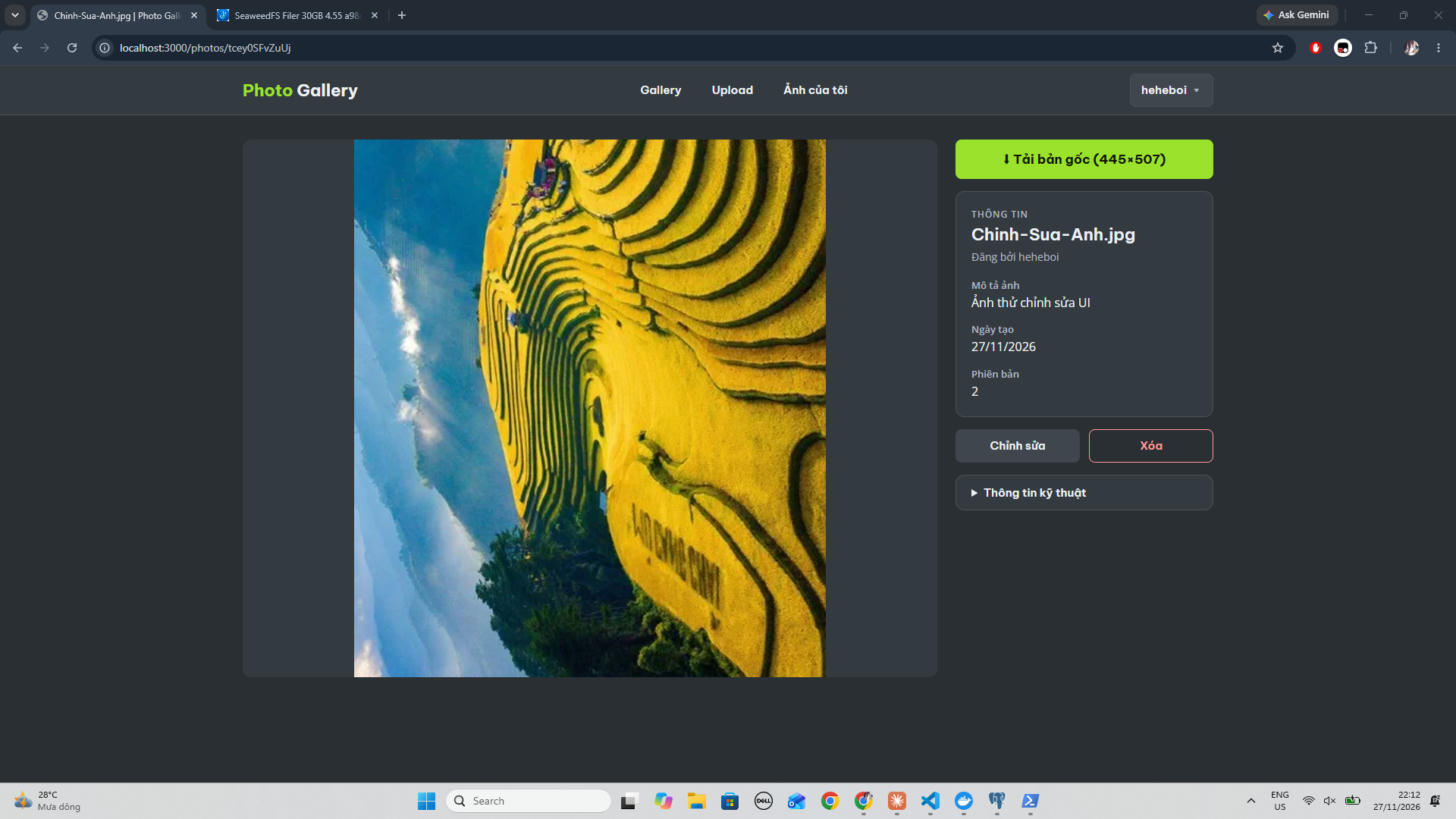 Chinh-Sua-Anh.jpg | Photo Gall
SeaweedFS Filer 30GB 4.55 a98
Ask Gemini
localhost:3000/photos/tcey0SFvZuUj
Photo Gallery
Gallery
Upload
Ảnh của tôi
heheboi
⬇ Tải bản gốc (445×507)
THÔNG TIN
Chinh-Sua-Anh.jpg
Đăng bởi heheboi
Mô tả ảnh
Ảnh thử chỉnh sửa UI
Ngày tạo
27/11/2026
Phiên bản
2
Chỉnh sửa
Xóa
▶ Thông tin kỹ thuật
28°C
Mưa dông
Search
DELL
ENG
US
22:12
27/11/2026